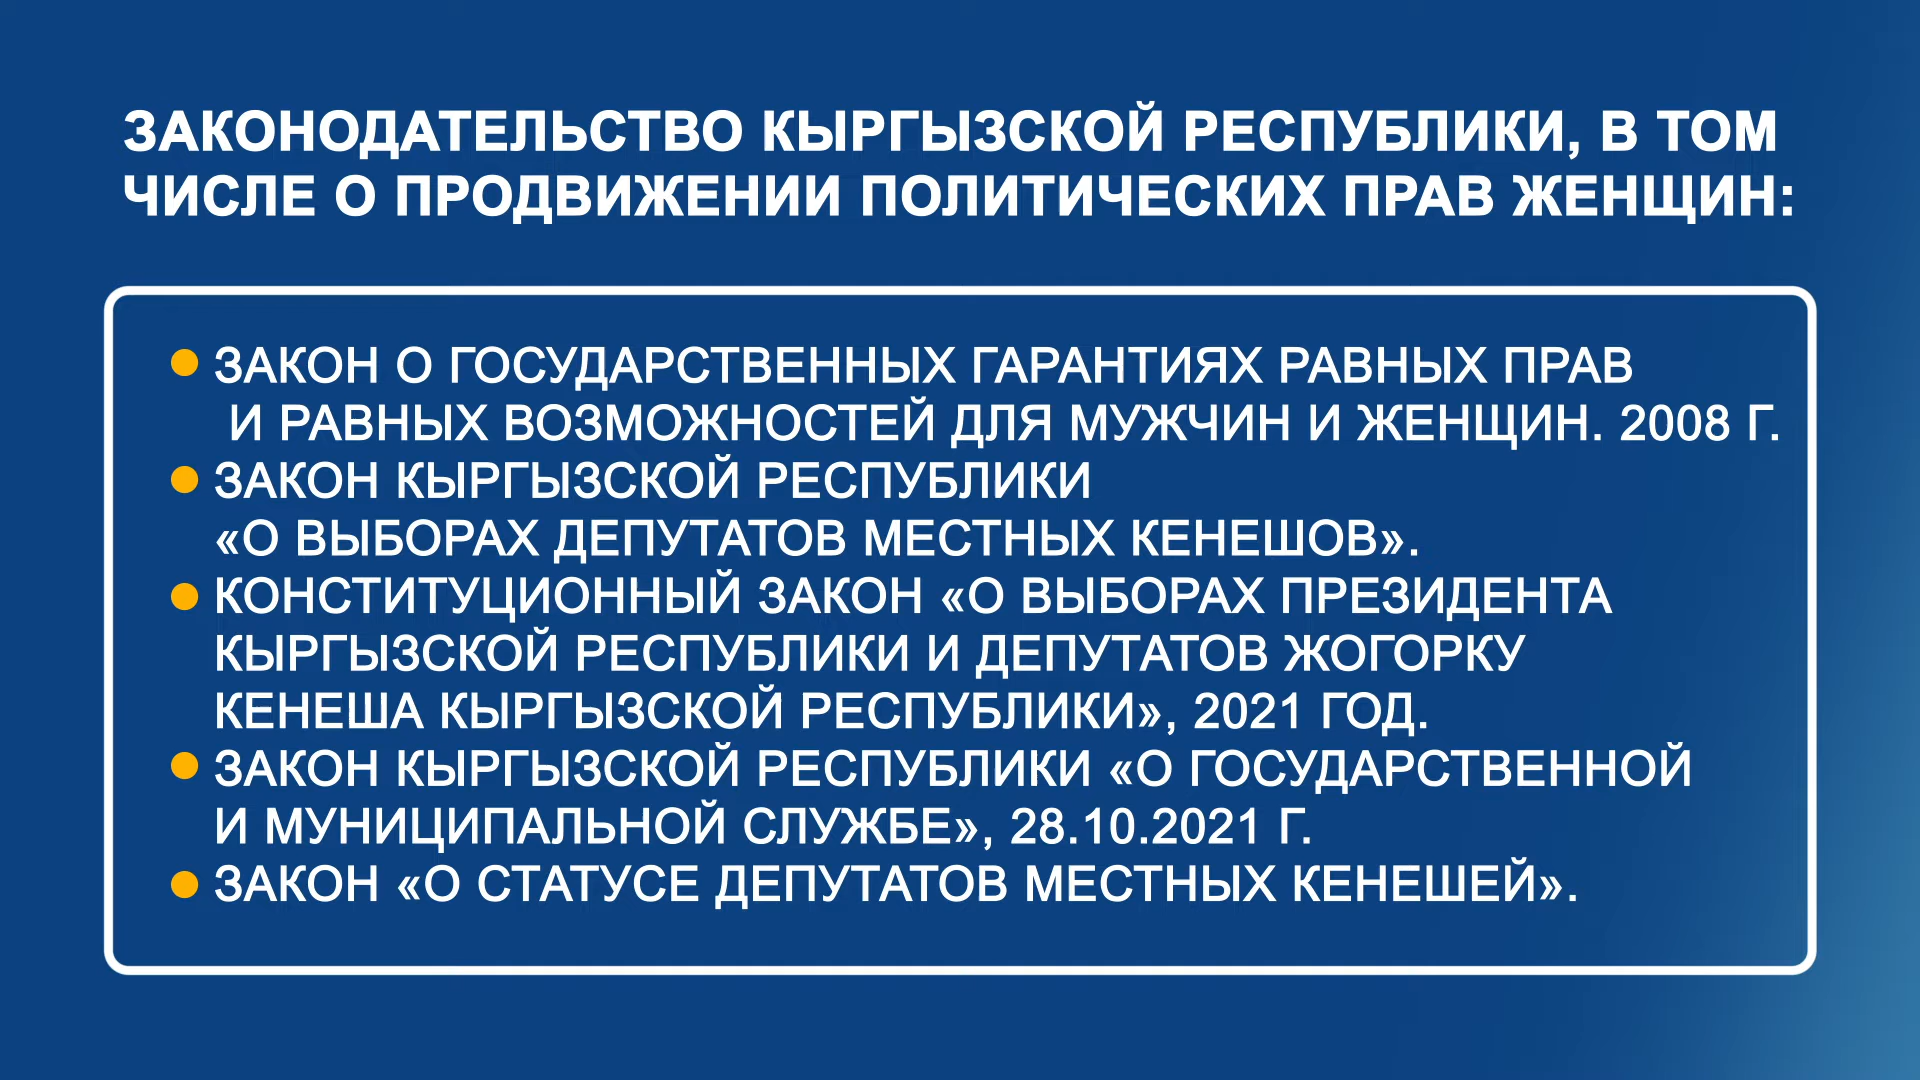 ЗАКОНОДАТЕЛЬСТВО КЫРГЫЗСКОЙ РЕСПУБЛИКИ, В ТОМ
ЧИСЛЕ О ПРОДВИЖЕНИИ ПОЛИТИЧЕСКИХ ПРАВ ЖЕНЩИН:
ЗАКОН О ГОСУДАРСТВЕННЫХ ГАРАНТИЯХ РАВНЫХ ПРАВ
И РАВНЫХ ВОЗМОЖНОСТЕЙ ДЛЯ МУЖЧИН И ЖЕНЩИН. 2008 Г.
ЗАКОН КЫРГЫЗСКОЙ РЕСПУБЛИКИ
«О ВЫБОРАХ ДЕПУТАТОВ МЕСТНЫХ КЕНЕШОВ».
КОНСТИТУЦИОННЫЙ ЗАКОН «О ВЫБОРАХ ПРЕЗИДЕНТА
КЫРГЫЗСКОЙ РЕСПУБЛИКИ И ДЕПУТАТОВ ЖОГОРКУ
КЕНЕША КЫРГЫЗСКОЙ РЕСПУБЛИКИ», 2021 ГОД.
ЗАКОН КЫРГЫЗСКОЙ РЕСПУБЛИКИ «О ГОСУДАРСТВЕННОЙ
И МУНИЦИПАЛЬНОЙ СЛУЖБЕ», 28.10.2021 Г.
ЗАКОН «О СТАТУСЕ ДЕПУТАТОВ МЕСТНЫХ КЕНЕШЕЙ».